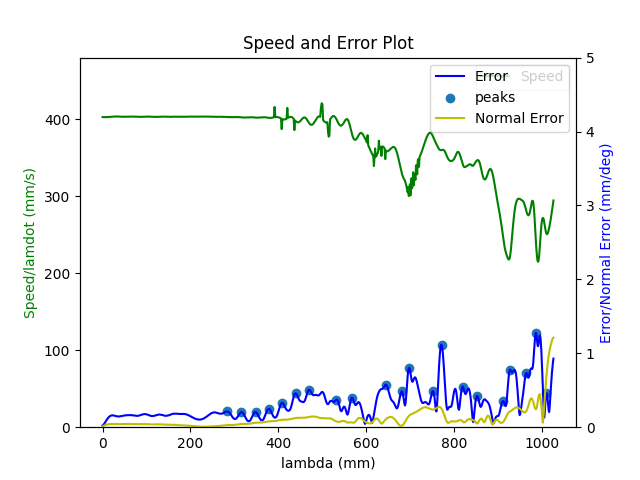 Speed and Error Plot
Speed/lamdot (mm/s)
400
300
200
100
0
5
4
3
2
1
0
Error/Normal Error (mm/deg)
Error
Speed
peaks
Normal Error
0 200 400 600 800 1000
lambda (mm)